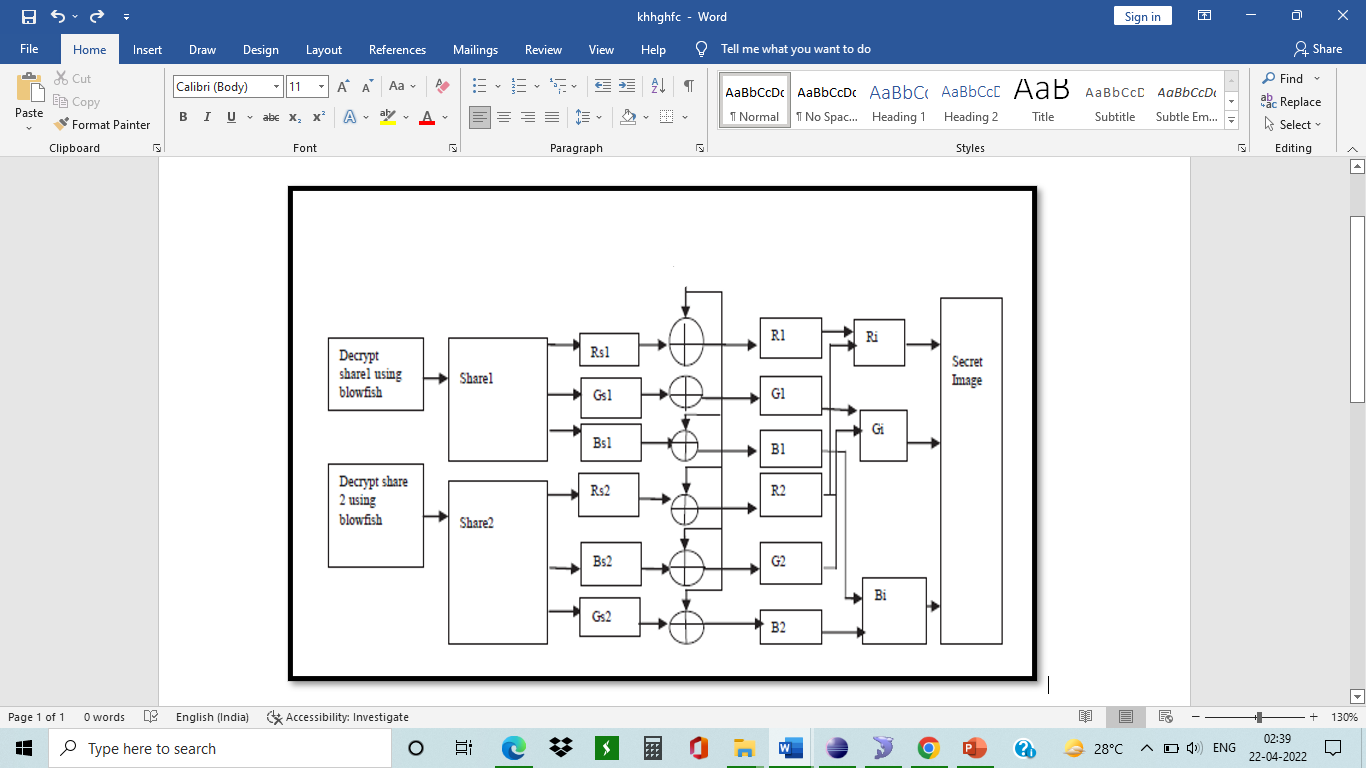 khhghfc - Word
Sign in
File Home Insert Draw Design Layout References Mailings Review View Help Tell me what you want to do Share
Paste
Cut
Copy
Format Painter
Calibri (Body) 11 A A Aa A
B I U abc x₂ x² A ab A
AaBbCcDc AaBbCcDc AaBbCc AaBbCcD AaB AaBbCcD AaBbCcDc
¶ Normal ¶ No Spac... Heading 1 Heading 2 Title Subtitle Subtle Em...
Find
Replace
Select
Clipboard Font Paragraph Styles Editing
Decrypt
share1 using
blowfish
Share1
Rs1
Gs1
Bs1
Decrypt share
2 using
blowfish
Share2
Rs2
Bs2
Gs2
R1
G1
B1
R2
G2
B2
Ri
Gi
Bi
Secret
Image
Page 1 of 1 0 words English (India) Accessibility: Investigate 130%
Type here to search
28°C ENG
02:39
22-04-2022